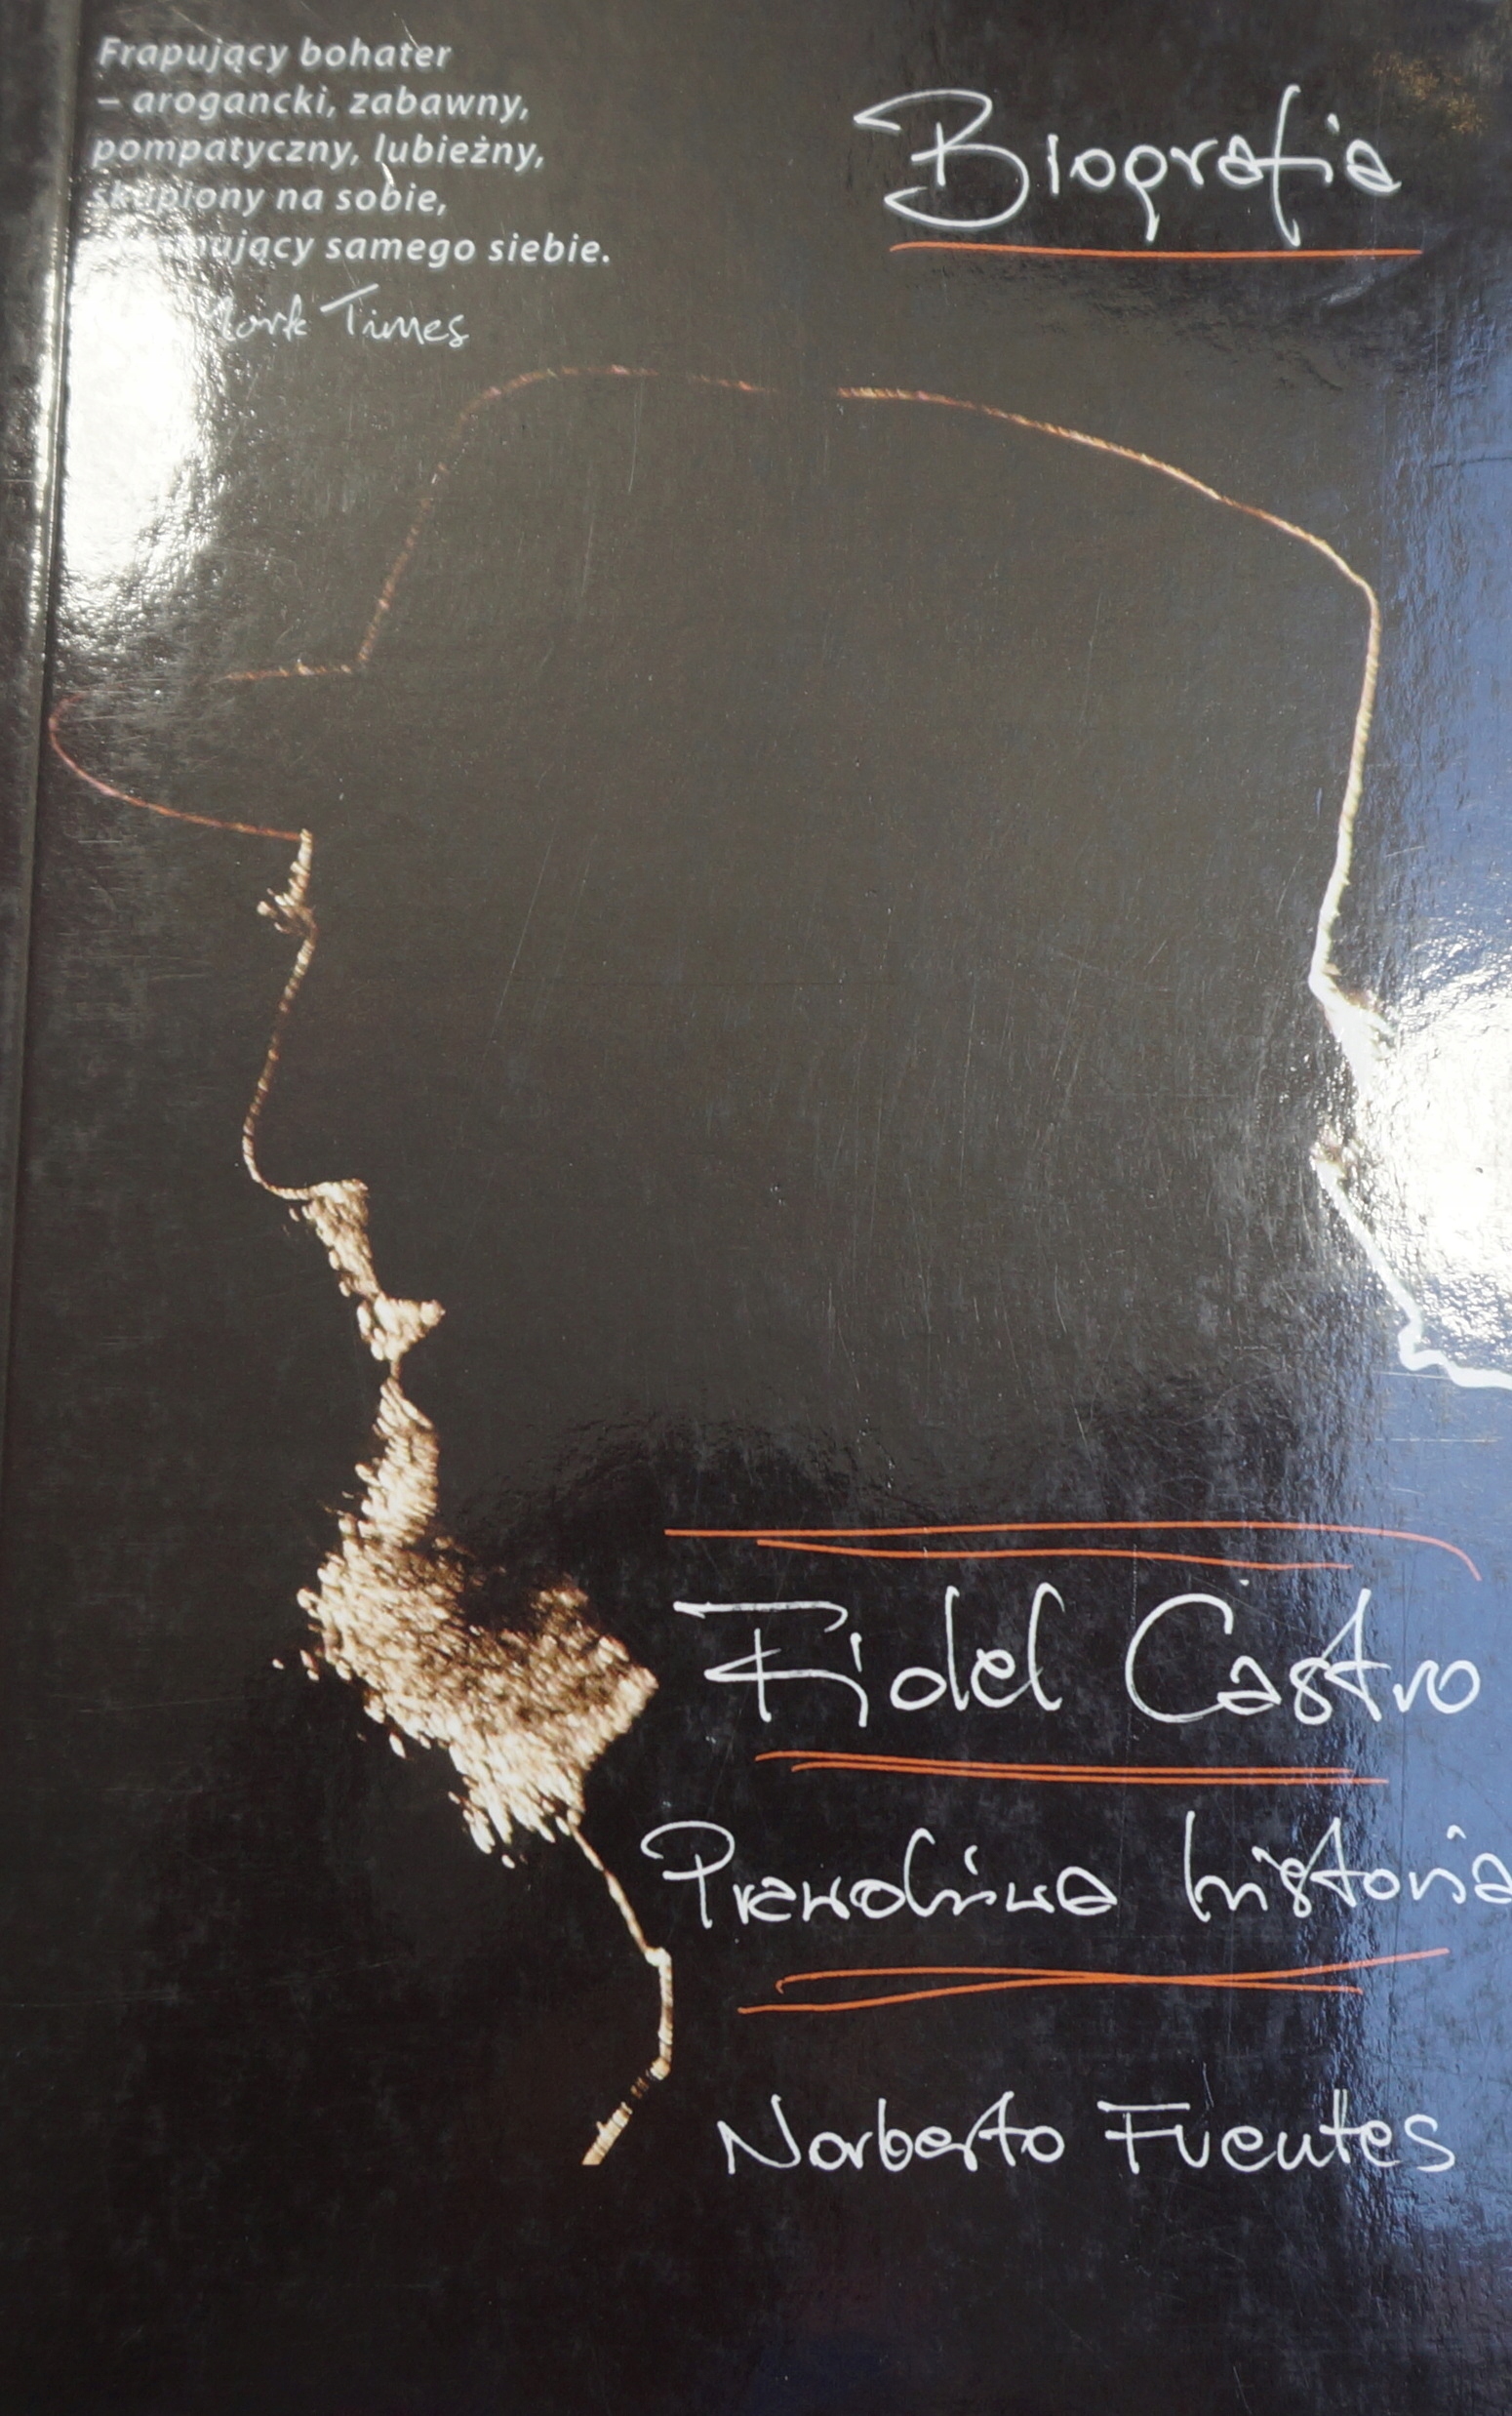 Frapujący bohater
– arogancki, zabawny,
pompatyczny, lubieżny,
skupiony na sobie,
samego siebie.
York Times
Biografia
Fidel Castro
Prawdziwa historia
Norberto Fuentes